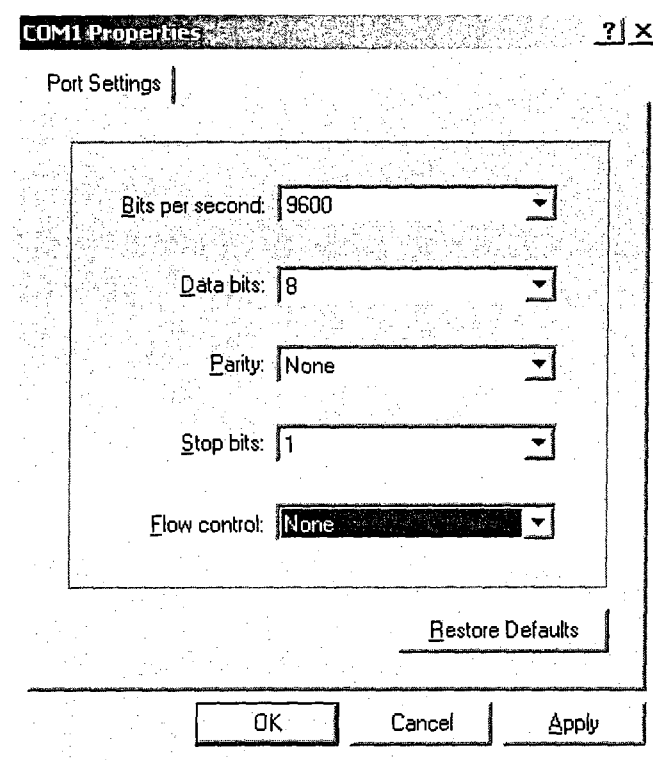 COM1 Properties ? ×
Port Settings
Bits per second: 9600
Data bits: 8
Parity: None
Stop bits: 1
Flow control: None
Restore Defaults
OK Cancel Apply